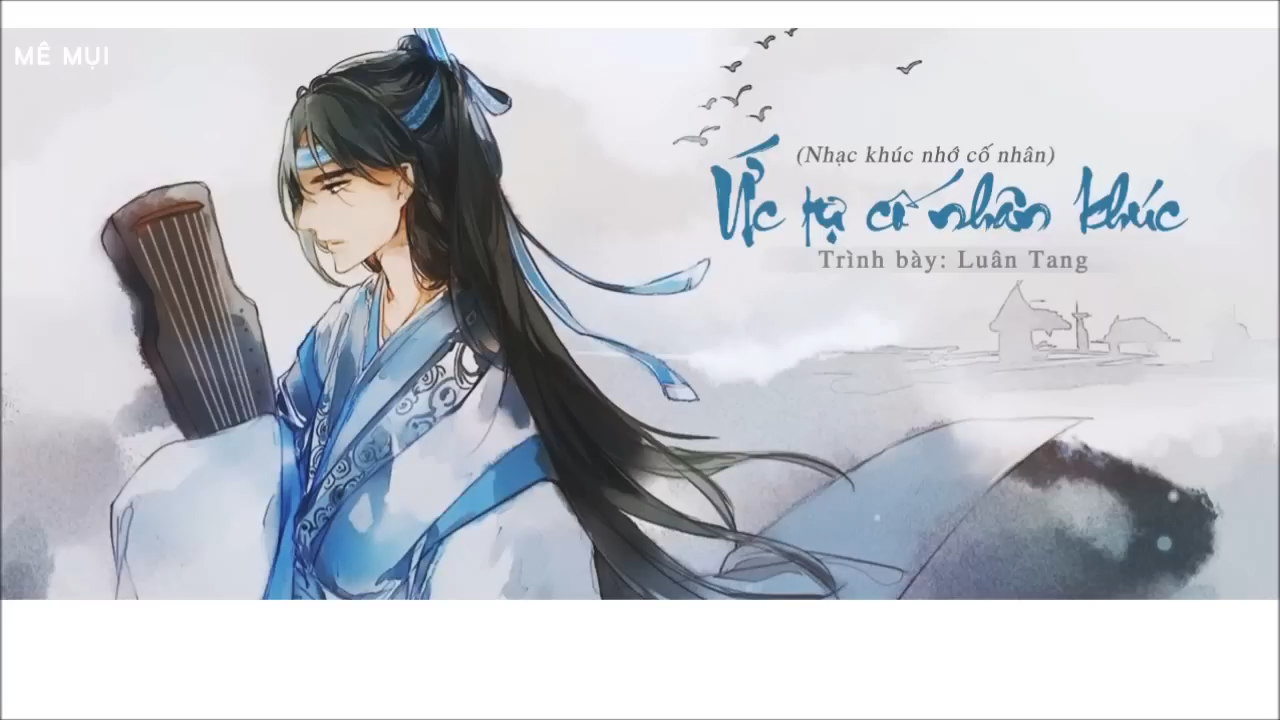 MÊ MỤI
(Nhạc khúc nhớ cố nhân)
Ức tự cố nhân khúc
Trình bày: Luân Tang